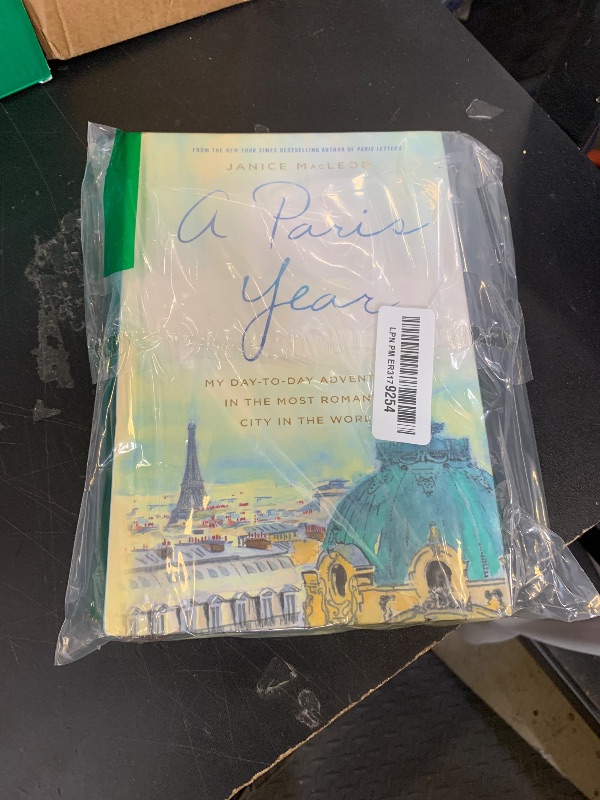 FROM THE NEW YORK TIMES BESTSELLING AUTHOR OF PARIS LETTERS
JANICE MACLEOD
A Paris
Year
LPN PM ER3179254
MY DAY-TO-DAY ADVENT
IN THE MOST ROMAN
CITY IN THE WORL